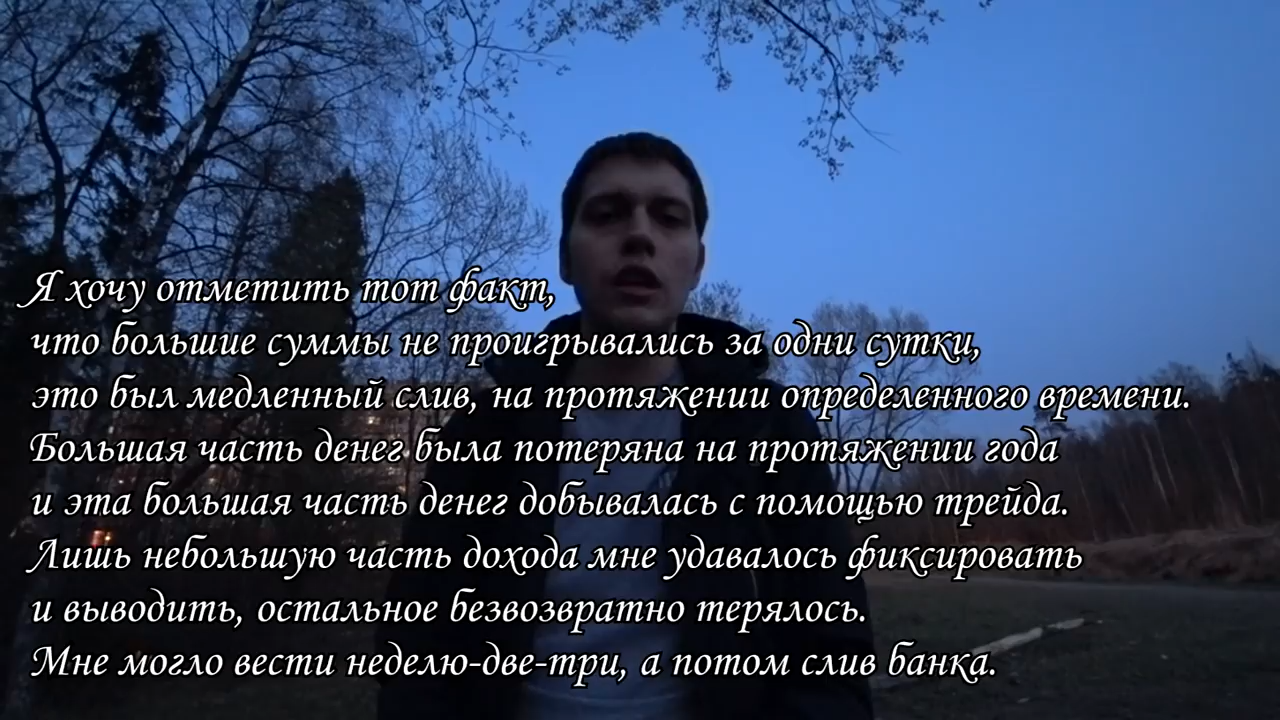 Я хочу отметить тот факт,
что большие суммы не проигрывались за одни сутки,
это был медленный слив, на протяжении определенного времени.
Большая часть денег была потеряна на протяжении года
и эта большая часть денег добывалась с помощью трейда.
Лишь небольшую часть дохода мне удавалось фиксировать
и выводить, остальное безвозвратно терялось.
Мне могло вести неделю-две-три, а потом слив банка.